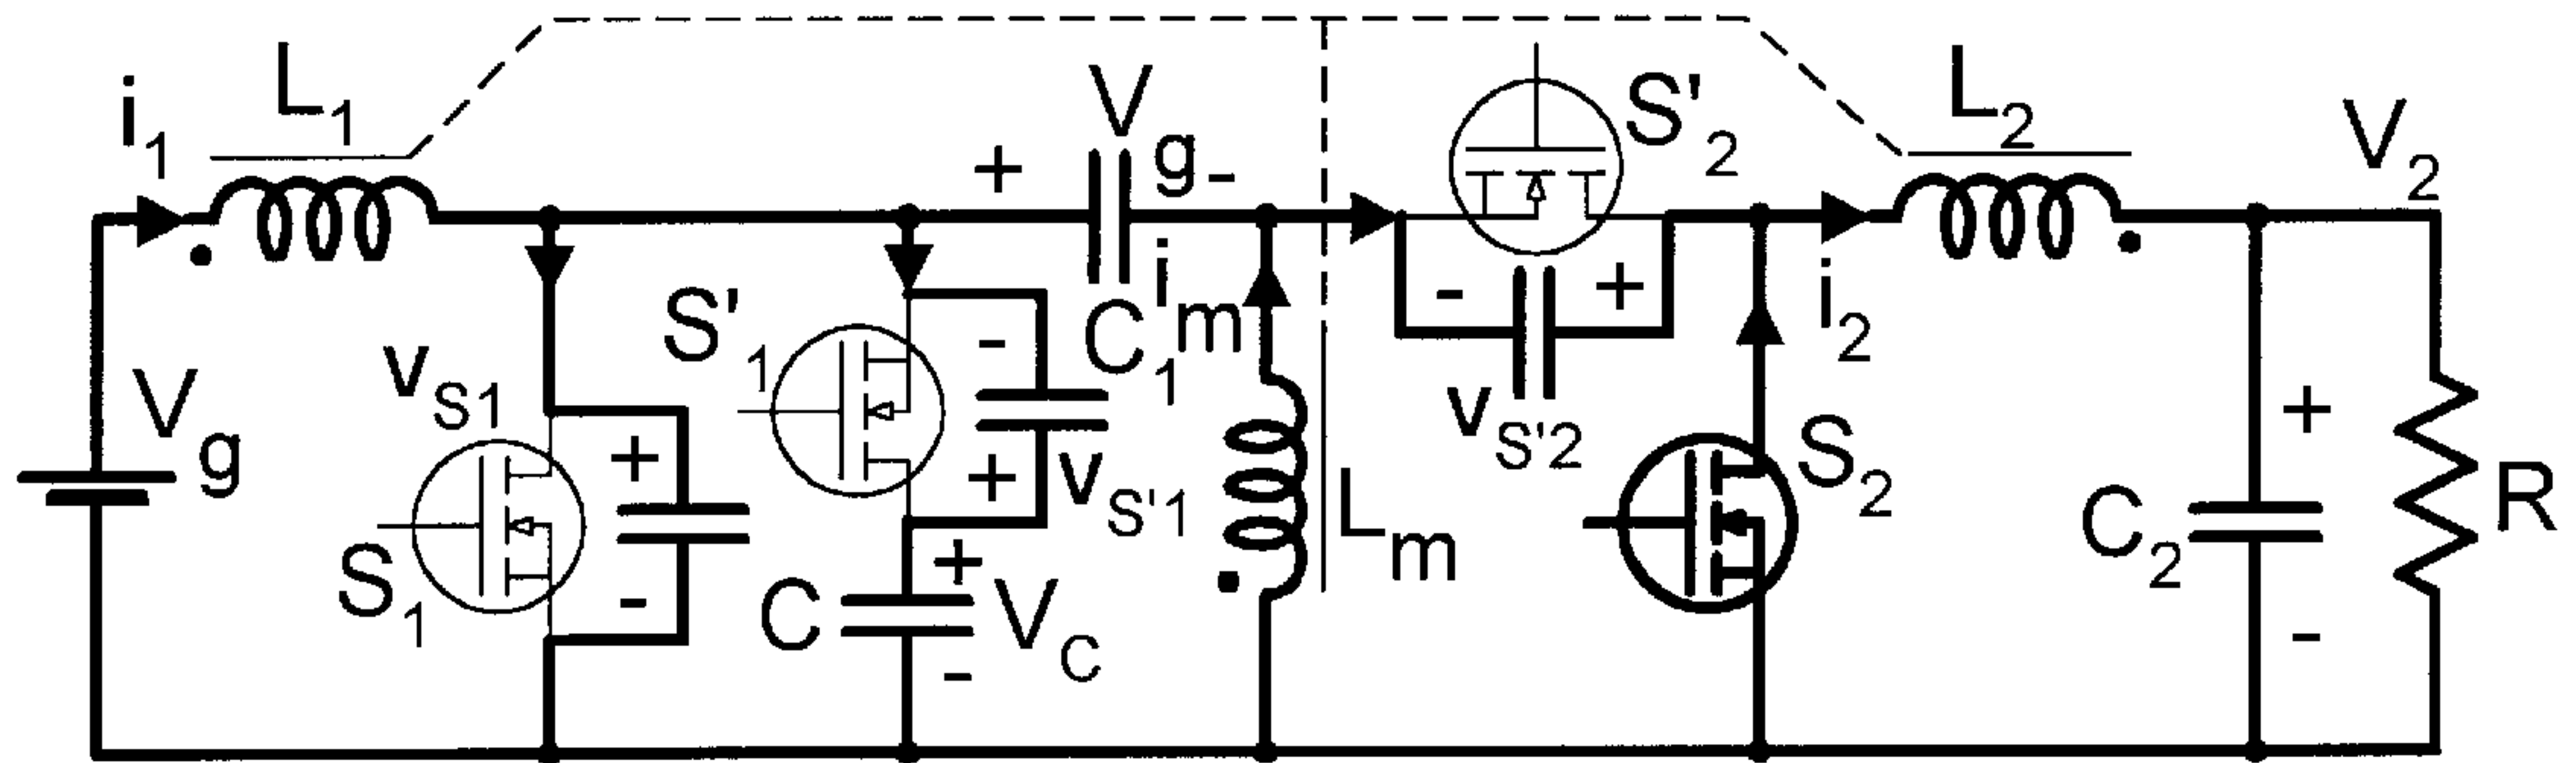 i1
L1
Vg
+
-
S'2
L2
V2
vS1
S'1
-
+
vS'1
C1
im
-
+
vS'2
i2
Vg
+
-
S1
C
+
VC
-
Lm
S2
C2
+
-
R